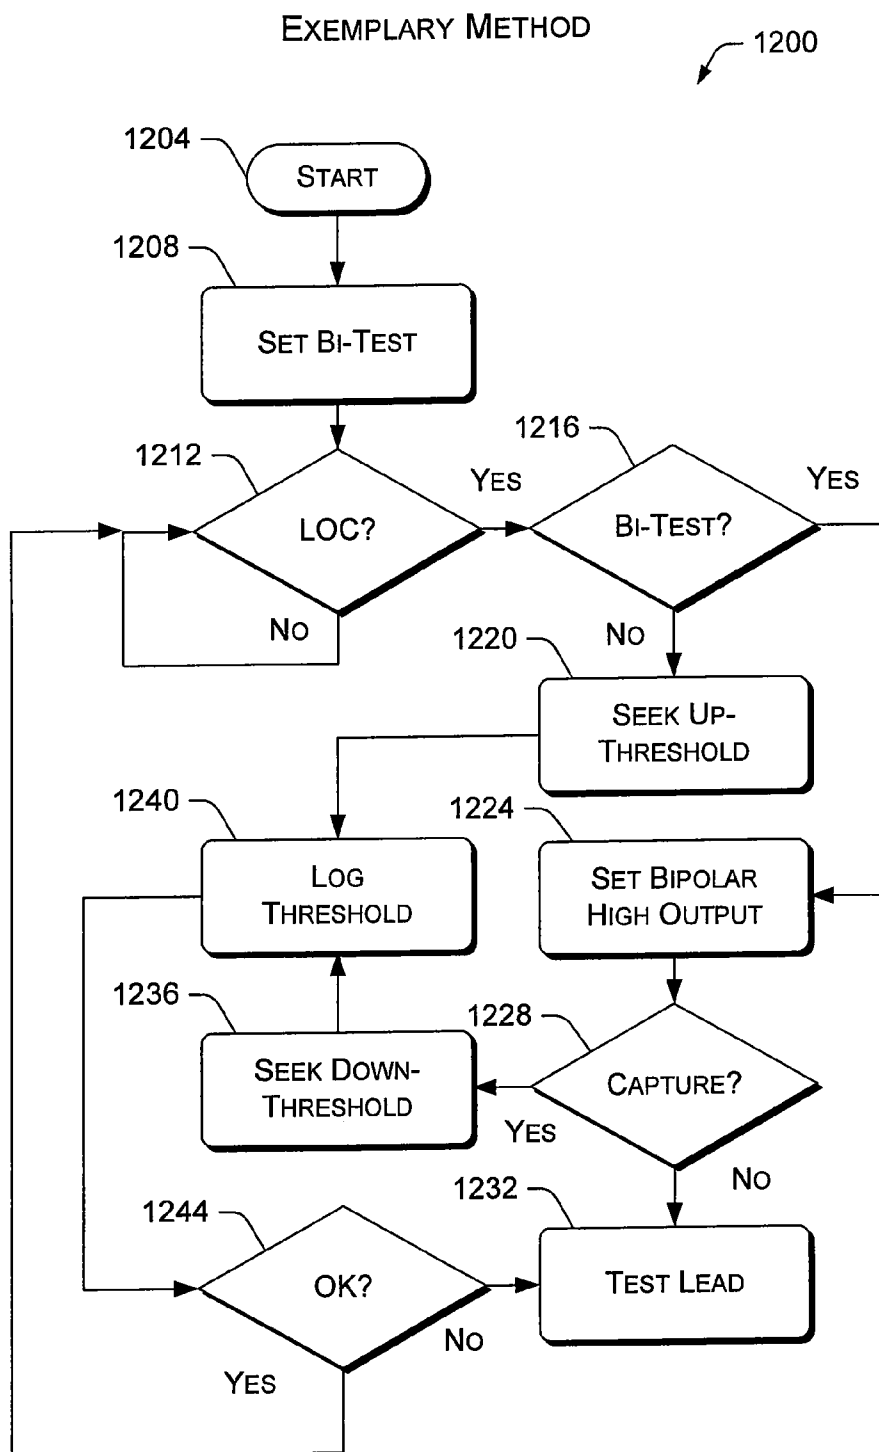 EXEMPLARY METHOD
1200
1204
START
1208
SET BI-TEST
1212
LOC?
YES
NO
1216
BI-TEST?
YES
NO
1220
SEEK UP-
THRESHOLD
1240
LOG
THRESHOLD
1224
SET BIPOLAR
HIGH OUTPUT
1236
SEEK DOWN-
THRESHOLD
1228
CAPTURE?
YES
NO
1244
OK?
NO
YES
1232
TEST LEAD